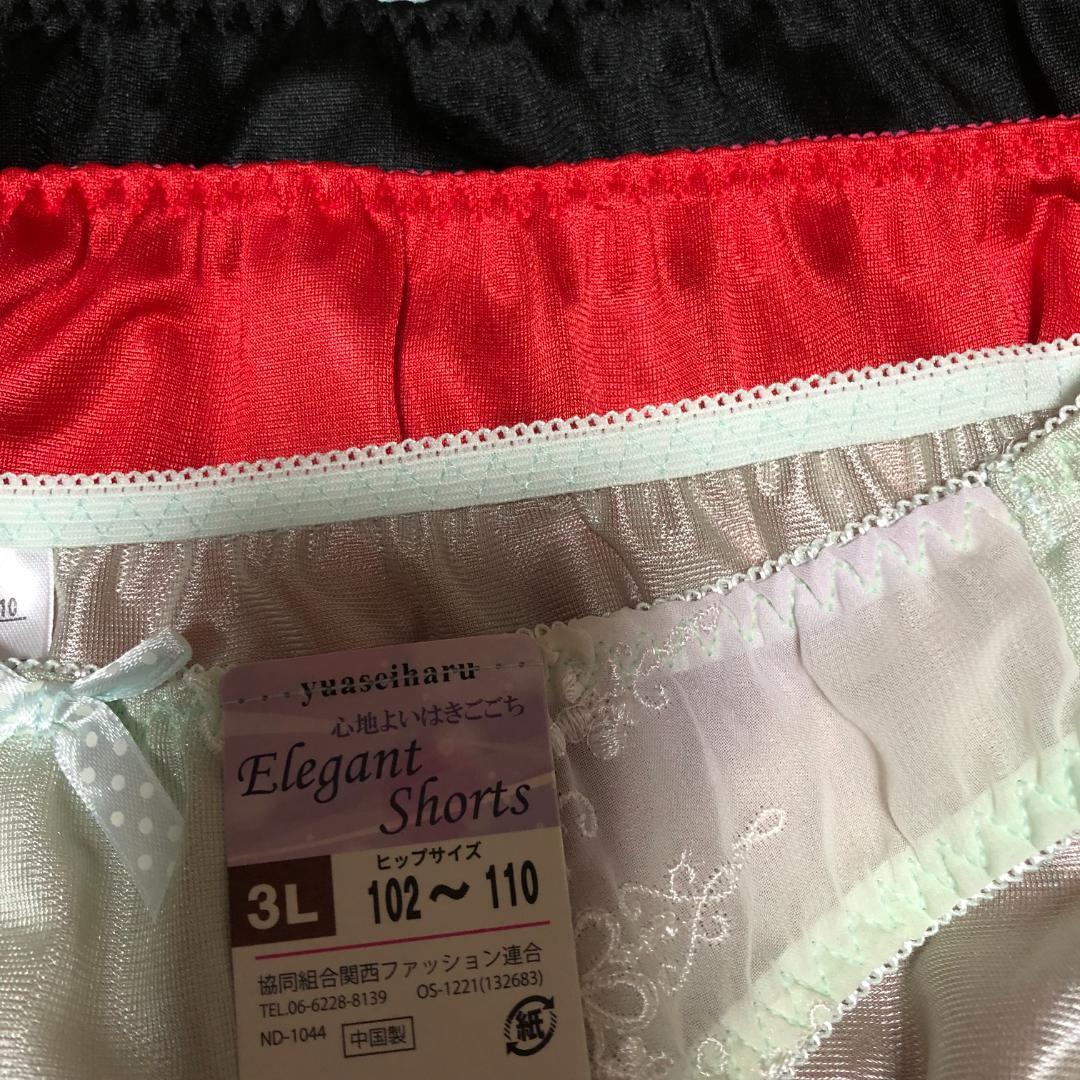 10
yuaseiharu
心地よいはきごごち
Elegant
Shorts
ヒップサイズ
3L
102～110
協同組合関西ファッション連合
TEL.06-6228-8139 OS-1221(132683)
ND-1044 中国製
紙